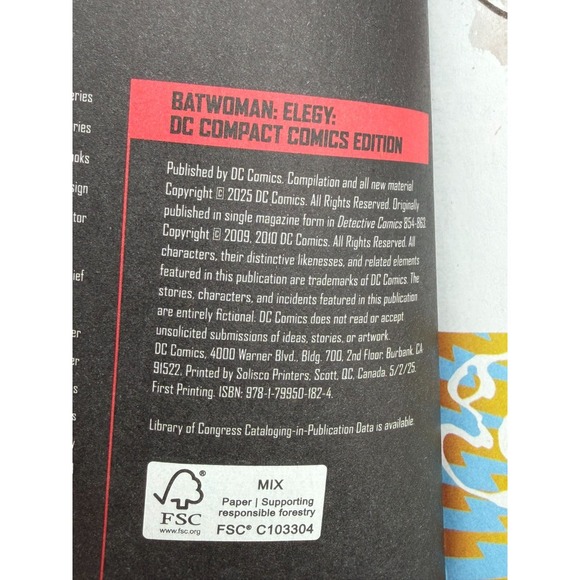 BATWOMAN: ELEGY:
DC COMPACT COMICS EDITION
Published by DC Comics. Compilation and all new material
Copyright © 2025 DC Comics. All Rights Reserved. Originally
published in single magazine form in Detective Comics 854-863.
Copyright © 2009, 2010 DC Comics. All Rights Reserved. All
characters, their distinctive likenesses, and related elements
featured in this publication are trademarks of DC Comics. The
stories, characters, and incidents featured in this publication
are entirely fictional. DC Comics does not read or accept
unsolicited submissions of ideas, stories, or artwork.
DC Comics, 4000 Warner Blvd., Bldg. 700, 2nd Floor, Burbank, CA
91522. Printed by Solisco Printers, Scott, QC, Canada. 5/2/25.
First Printing. ISBN: 978-1-79950-182-4.
Library of Congress Cataloging-in-Publication Data is available.
FSC
www.fsc.org
MIX
Paper | Supporting
responsible forestry
FSC® C103304